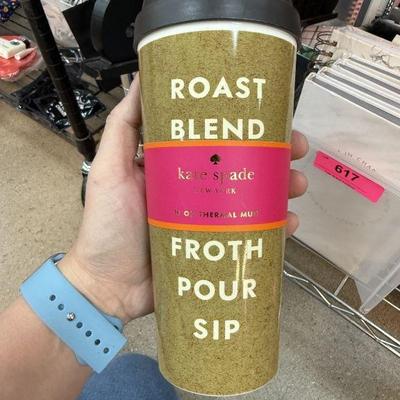 ROAST
BLEND
kate spade
NEW YORK
THERMAL MUG
FROTH
POUR
SIP
617